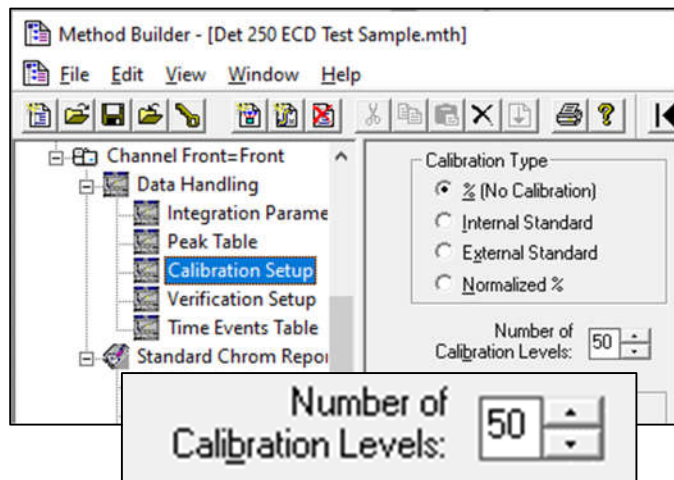 Method Builder - [Det 250 ECD Test Sample.mth]
File Edit View Window Help
Channel Front=Front
Data Handling
Integration Parame
Peak Table
Calibration Setup
Verification Setup
Time Events Table
Standard Chrom Repor
Calibration Type
% (No Calibration)
Internal Standard
External Standard
Normalized %
Number of
Calibration Levels: 50
Number of
Calibration Levels: 50